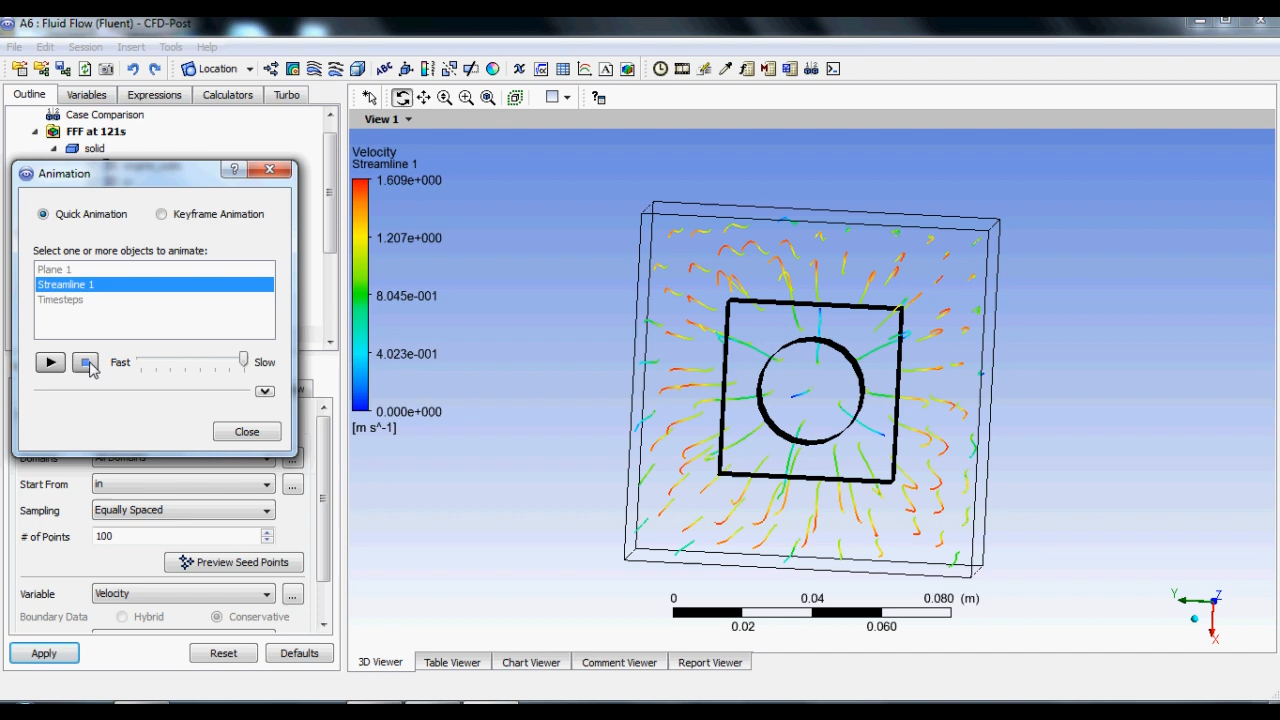 A6 : Fluid Flow (Fluent) - CFD-Post
File Edit Session Insert Tools Help
Location
Outline Variables Expressions Calculators Turbo
View 1
Case Comparison
FFF at 121s
solid
Animation
Quick Animation Keyframe Animation
Select one or more objects to animate:
Plane 1
Streamline 1
Timesteps
Fast Slow
Close
Start From in ...
Sampling Equally Spaced
# of Points 100
Preview Seed Points
Variable Velocity ...
Boundary Data Hybrid Conservative
Apply Reset Defaults
Velocity
Streamline 1
1.609e+000
1.207e+000
8.045e-001
4.023e-001
0.000e+000
[m s^-1]
0 0.04 0.080 (m)
0.02 0.060
Y Z
X
3D Viewer Table Viewer Chart Viewer Comment Viewer Report Viewer